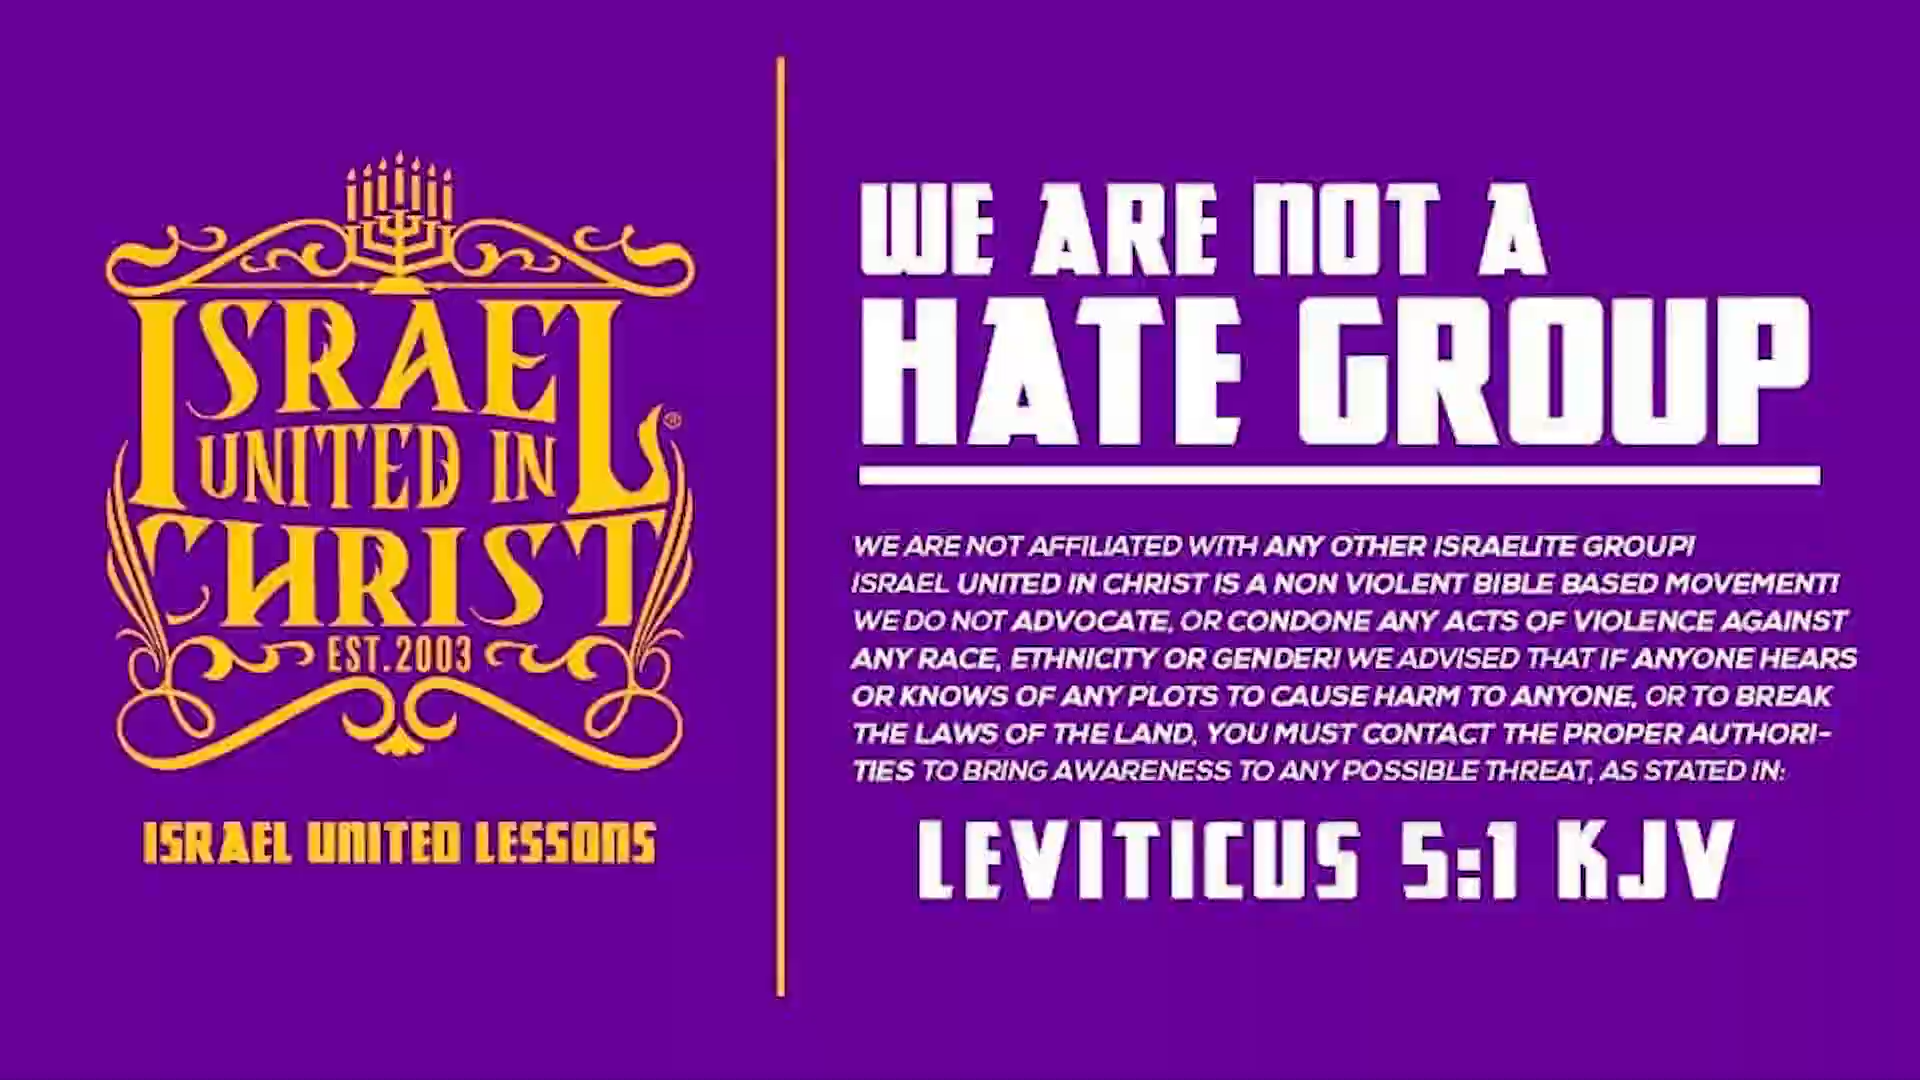 ISRAEL
UNITED IN
CHRIST
®
EST.2003
ISRAEL UNITED LESSONS
WE ARE NOT A
HATE GROUP
WE ARE NOT AFFILIATED WITH ANY OTHER ISRAELITE GROUP!
ISRAEL UNITED IN CHRIST IS A NON VIOLENT BIBLE BASED MOVEMENT!
WE DO NOT ADVOCATE, OR CONDONE ANY ACTS OF VIOLENCE AGAINST
ANY RACE, ETHNICITY OR GENDER! WE ADVISED THAT IF ANYONE HEARS
OR KNOWS OF ANY PLOTS TO CAUSE HARM TO ANYONE, OR TO BREAK
THE LAWS OF THE LAND, YOU MUST CONTACT THE PROPER AUTHORI-
TIES TO BRING AWARENESS TO ANY POSSIBLE THREAT, AS STATED IN:
LEVITICUS 5:1 KJV